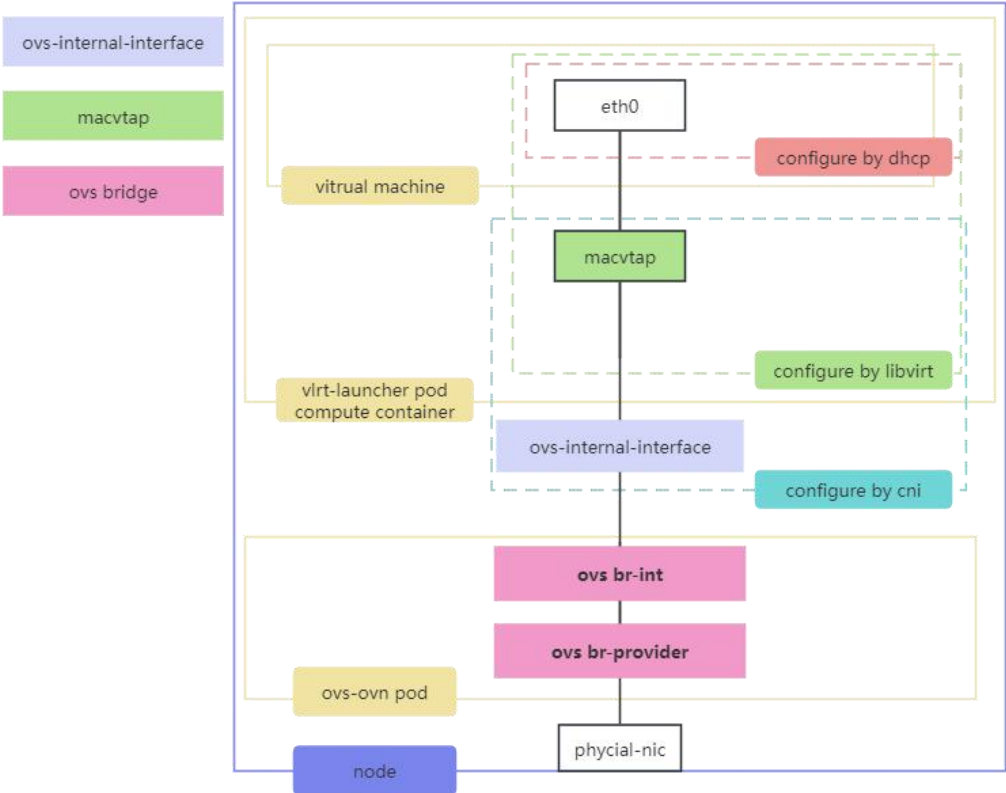 ovs-internal-interface
macvtap
ovs bridge
eth0
configure by dhcp
vitrual machine
macvtap
configure by libvirt
vlrt-launcher pod
compute container
ovs-internal-interface
configure by cni
ovs br-int
ovs br-provider
ovs-ovn pod
phycial-nic
node